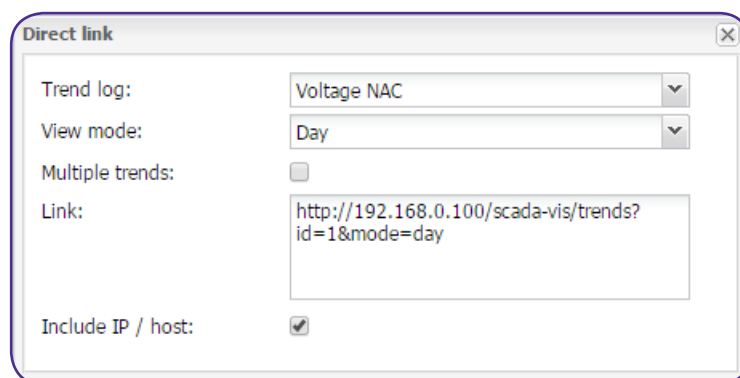 Direct link
Trend log: Voltage NAC
View mode: Day
Multiple trends:
Link: http://192.168.0.100/scada-vis/trends?
id=1&mode=day
Include IP / host: